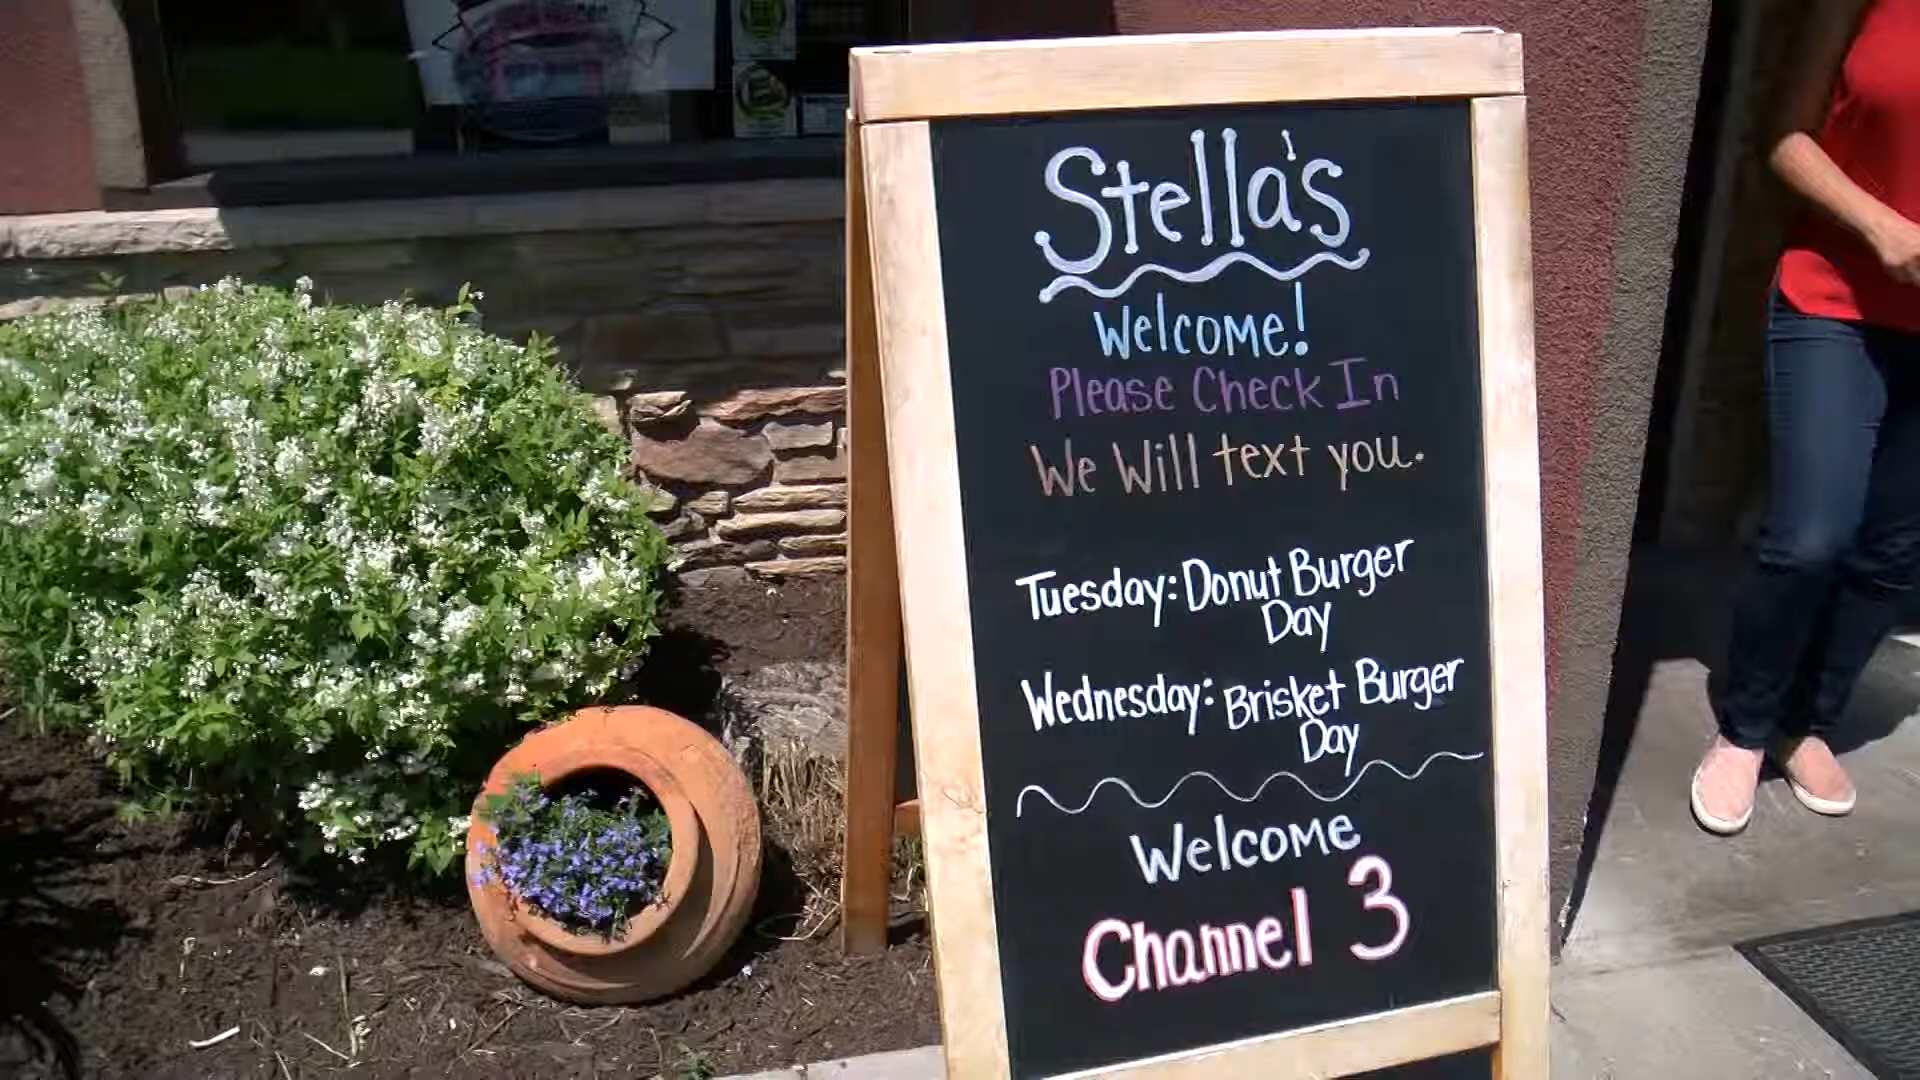 Stella's
Welcome!
Please Check In
We Will text you.
Tuesday: Donut Burger
Day
Wednesday: Brisket Burger
Day
Welcome
Channel 3